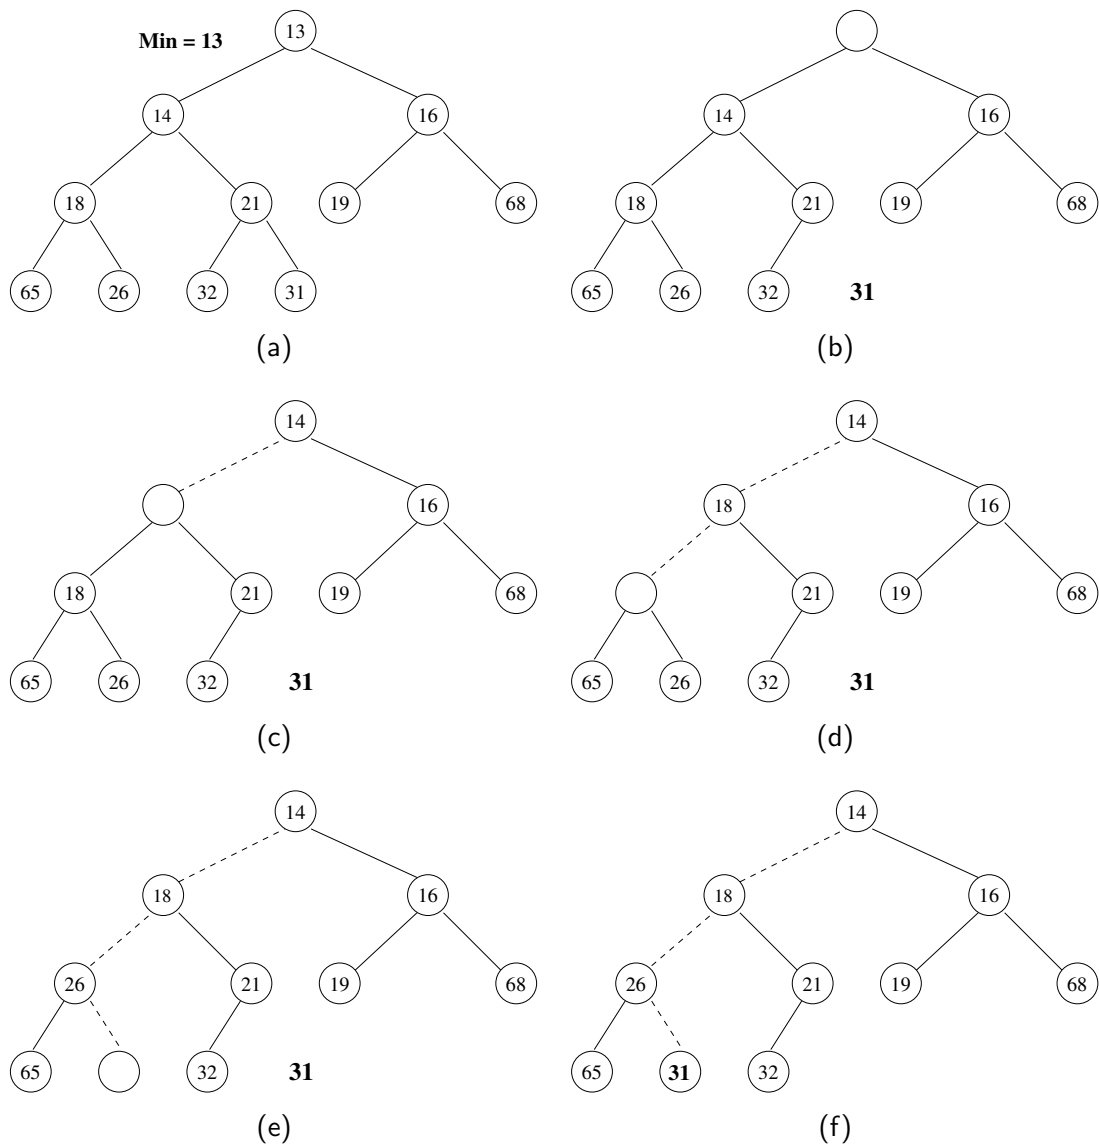 13 
Min = 13
14 16 14 16
18 21 19 68 18 21 19 68
65 26 32 31 65 26 32 31
(a) (b)
14 14
16 18 16
18 21 19 68 21 19 68
65 26 32 31 65 26 32 31
(c) (d)
14 14
18 16 18 16
26 21 19 68 26 21 19 68
65 32 31 65 31 32
(e) (f)